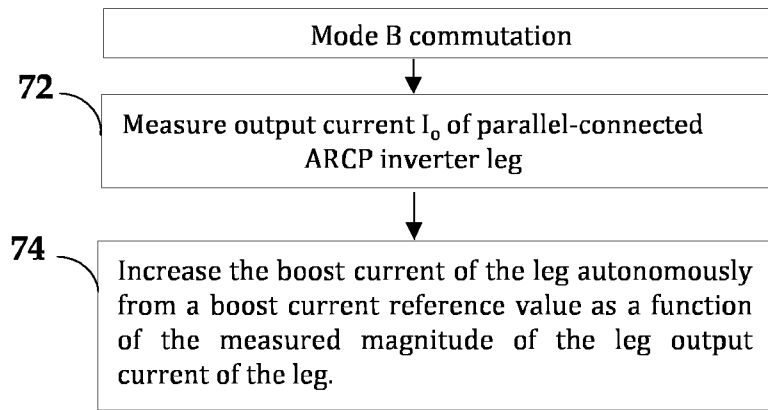 Mode B commutation
72
Measure output current Iₒ of parallel-connected
ARCP inverter leg
74
Increase the boost current of the leg autonomously
from a boost current reference value as a function
of the measured magnitude of the leg output
current of the leg.